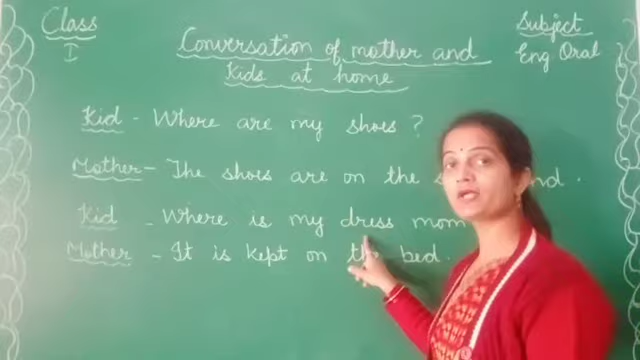 Class
I
Subject
Eng Oral
Conversation of mother and
Kids at home
Kid - Where are my shoes ?
Mother - The shoes are on the
Kid - Where is my dress mom
Mother - It is kept on the bed.